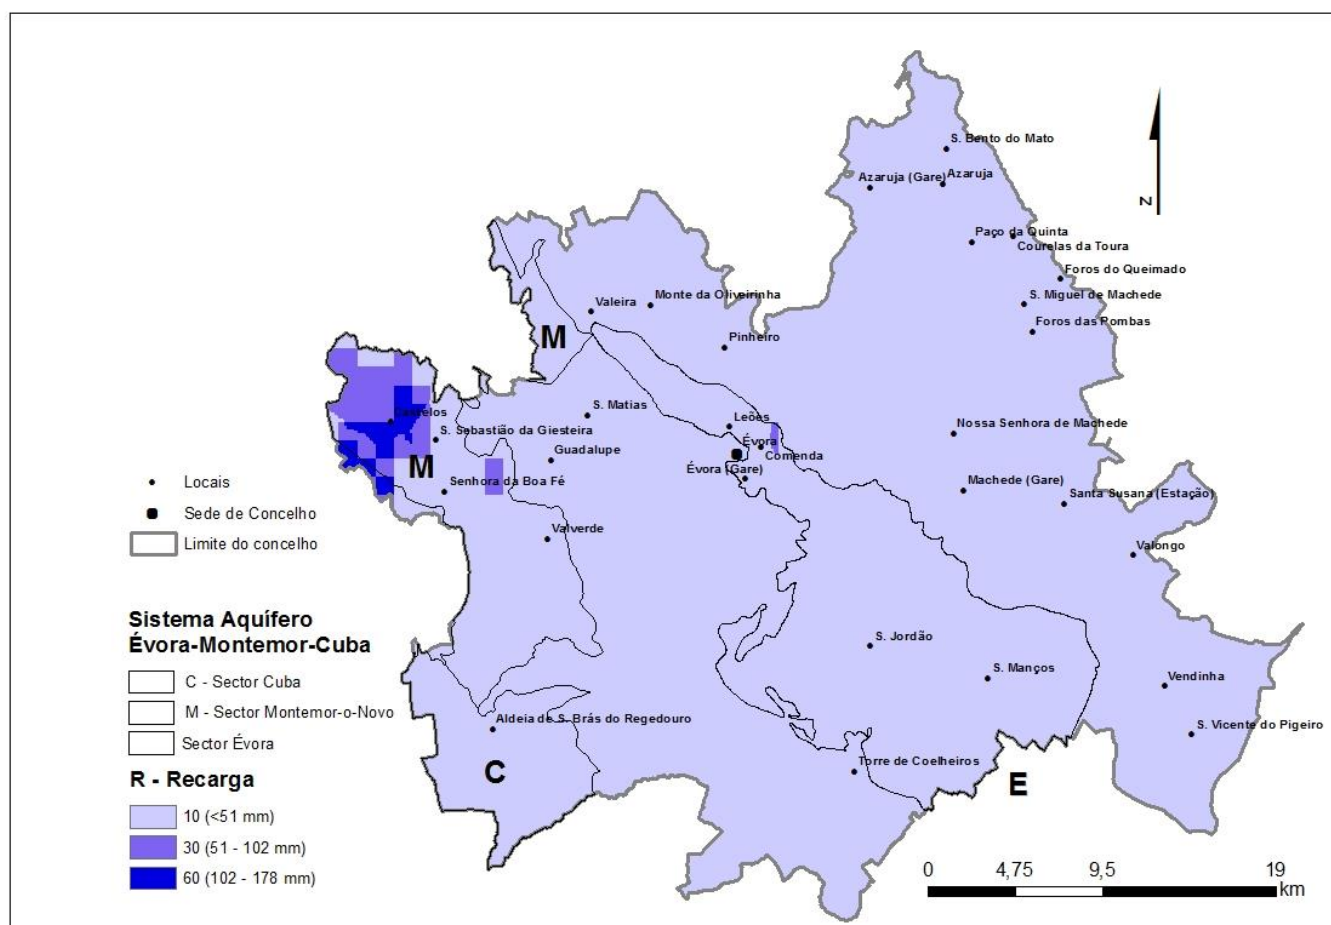 S. Bento do Mato
Azaruja (Gare)
Azaruja
Paço da Quinta
Courelas da Toura
Foros do Queimado
S. Miguel de Machede
Foros das Pombas
N
Valeira
Monte da Oliveirinha
M
Pinheiro
Casrelos
S. Matias
Leões
S. Sebastião da Giesteira
Nossa Senhora de Machede
Évora
Comenda
Guadalupe
M
Évora (Gare)
Senhora da Boa Fé
Machede (Gare)
Santa Susana (Estação)
Valverde
Valongo
S. Jordão
S. Manços
Vendinha
Aldeia de S. Brás do Regedouro
S. Vicente do Pigeiro
C
Torre de Coelheiros
E
Locais
Sede de Concelho
Limite do concelho
Sistema Aquífero
Évora-Montemor-Cuba
C - Sector Cuba
M - Sector Montemor-o-Novo
Sector Évora
R - Recarga
10 (<51 mm)
30 (51 - 102 mm)
60 (102 - 178 mm)
0 4,75 9,5 19
km